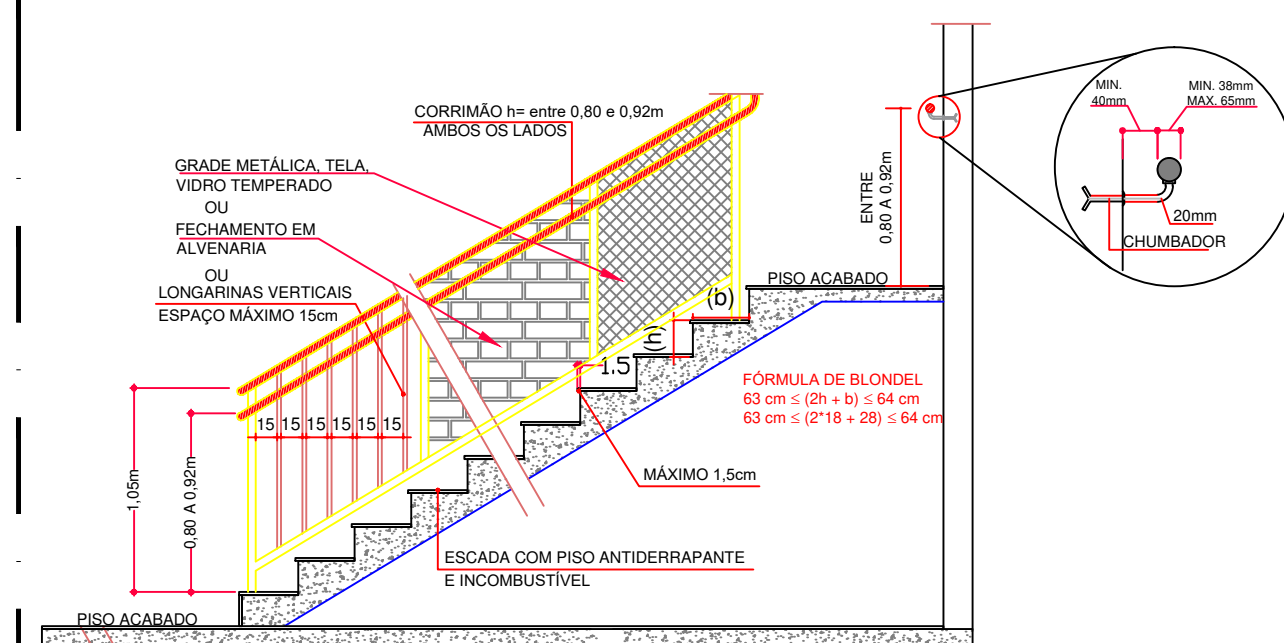 CORRIMÃO h= entre 0,80 e 0,92m
AMBOS OS LADOS
GRADE METÁLICA, TELA,
VIDRO TEMPERADO
OU
FECHAMENTO EM
ALVENARIA
OU
LONGARINAS VERTICAIS
ESPAÇO MÁXIMO 15cm
15 15 15 15 15 15
1,05m
0,80 A 0,92m
PISO ACABADO
ESCADA COM PISO ANTIDERRAPANTE
E INCOMBUSTÍVEL
MÁXIMO 1,5cm
1.5
(h)
(b)
FÓRMULA DE BLONDEL
63 cm ≤ (2h + b) ≤ 64 cm
63 cm ≤ (2*18 + 28) ≤ 64 cm
PISO ACABADO
ENTRE
0,80 A 0,92m
MIN.
40mm
MIN. 38mm
MAX. 65mm
20mm
CHUMBADOR